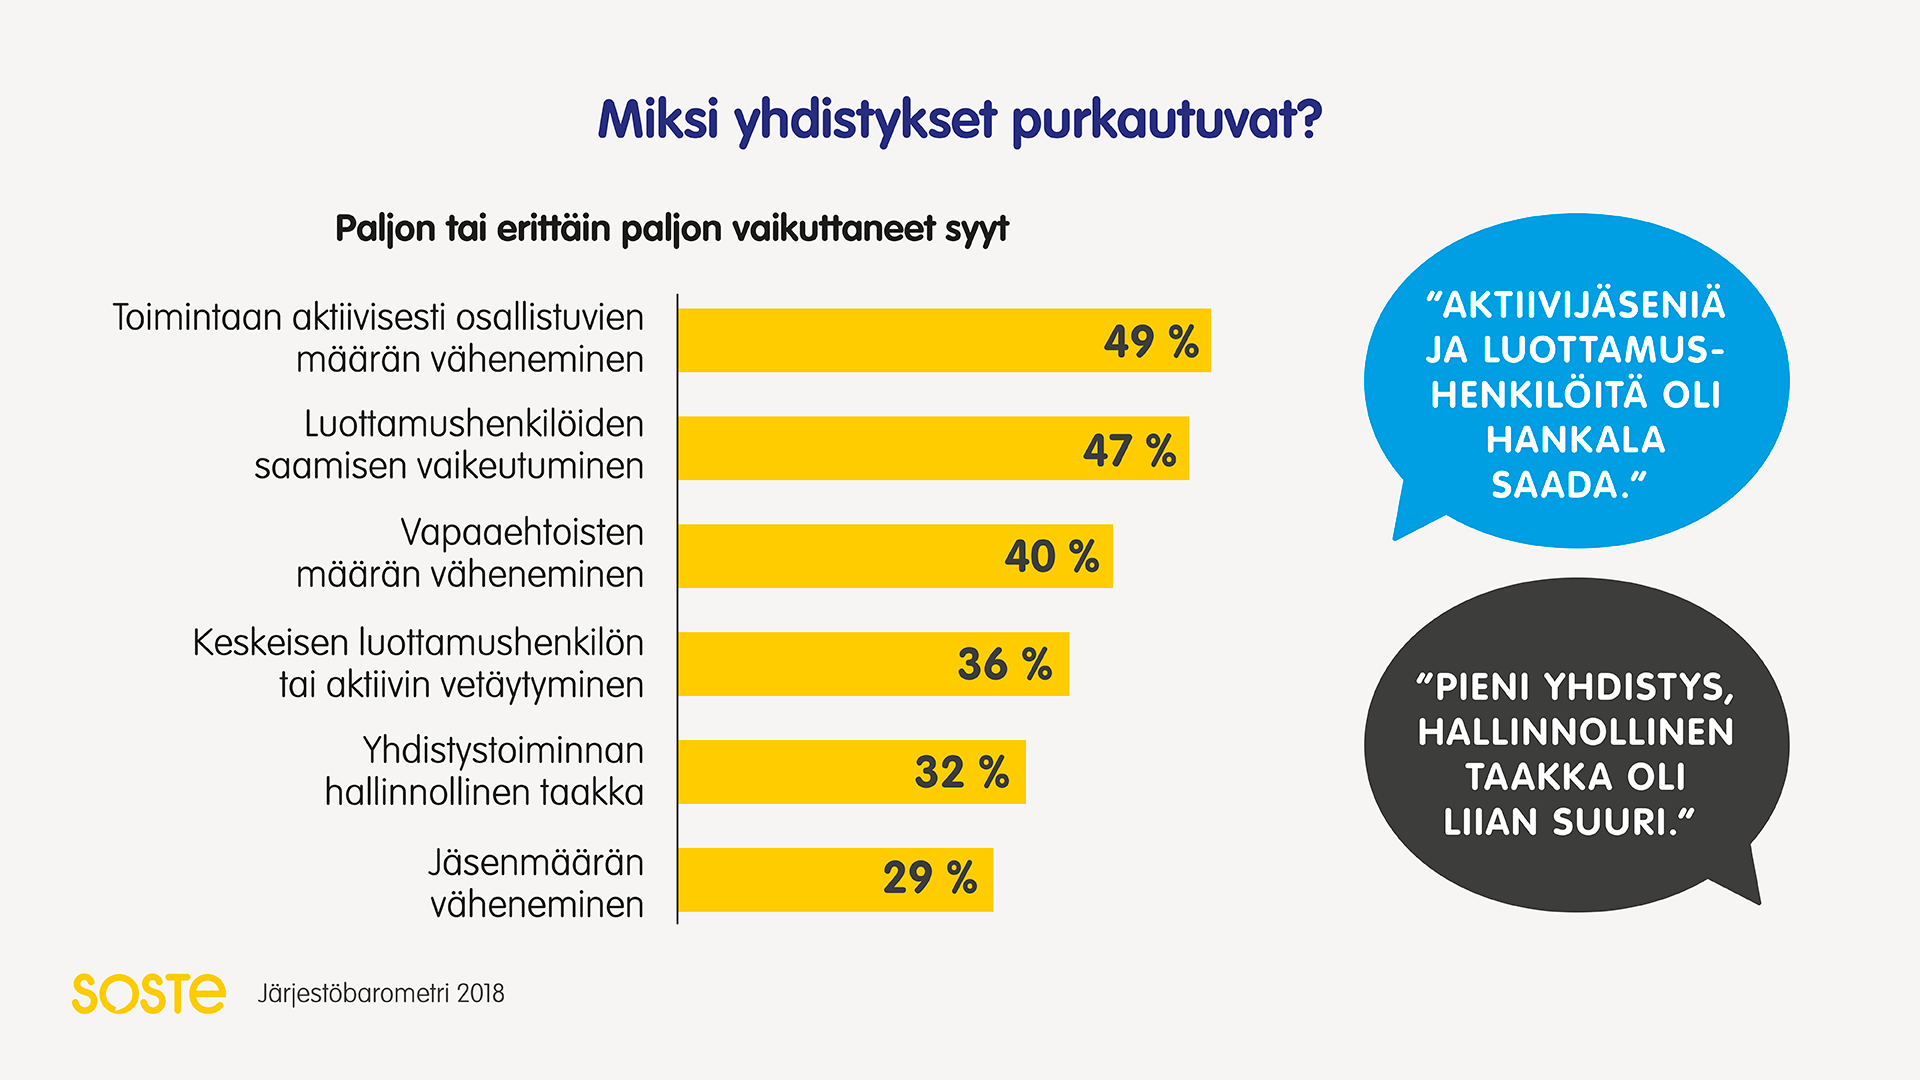 Miksi yhdistykset purkautuvat?
Paljon tai erittäin paljon vaikuttaneet syyt
Toimintaan aktiivisesti osallistuvien
määrän väheneminen
49 %
Luottamushenkilöiden
saamisen vaikeutuminen
47 %
Vapaaehtoisten
määrän väheneminen
40 %
Keskeisen luottamushenkilön
tai aktiivin vetäytyminen
36 %
Yhdistystoiminnan
hallinnollinen taakka
32 %
Jäsenmäärän
väheneminen
29 %
”AKTIIVIJÄSENIÄ
JA LUOTTAMUS-
HENKILÖITÄ OLI
HANKALA
SAADA.”
”PIENI YHDISTYS,
HALLINNOLLINEN
TAAKKA OLI
LIIAN SUURI.”
SOSTE
Järjestöbarometri 2018